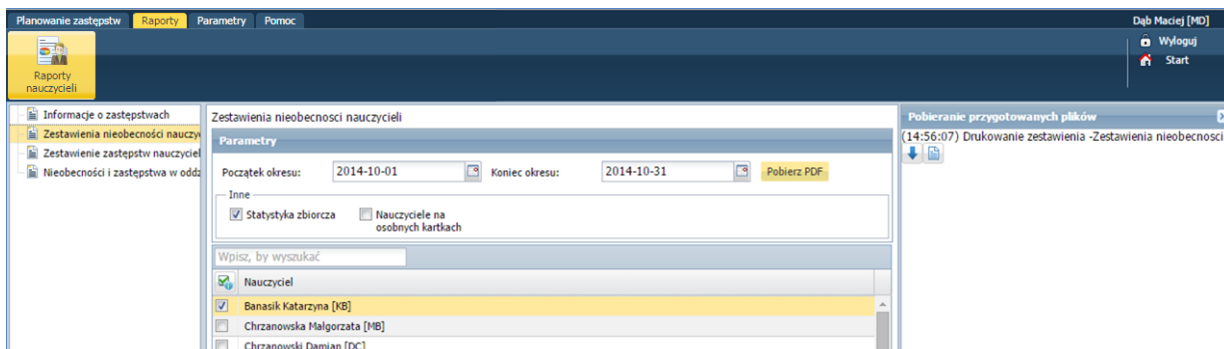 Planowanie zastępstw Raporty Parametry Pomoc Dąb Maciej [MD]
Wyloguj
Start
Raporty
nauczycieli
Informacje o zastępstwach
Zestawienia nieobecności nauczy
Zestawienie zastępstw nauczyciel
Nieobecności i zastępstwa w oddz
Zestawienia nieobecnosci nauczycieli
Parametry
Początek okresu: 2014-10-01 Koniec okresu: 2014-10-31 Pobierz PDF
Inne
Statystyka zbiorcza Nauczyciele na
osobnych kartkach
Wpisz, by wyszukać
Nauczyciel
Banasik Katarzyna [KB]
Chrzanowska Małgorzata [MB]
Chrzanowski Damian [DC]
Pobieranie przygotowanych plików
(14:56:07) Drukowanie zestawienia -Zestawienia nieobecnosci